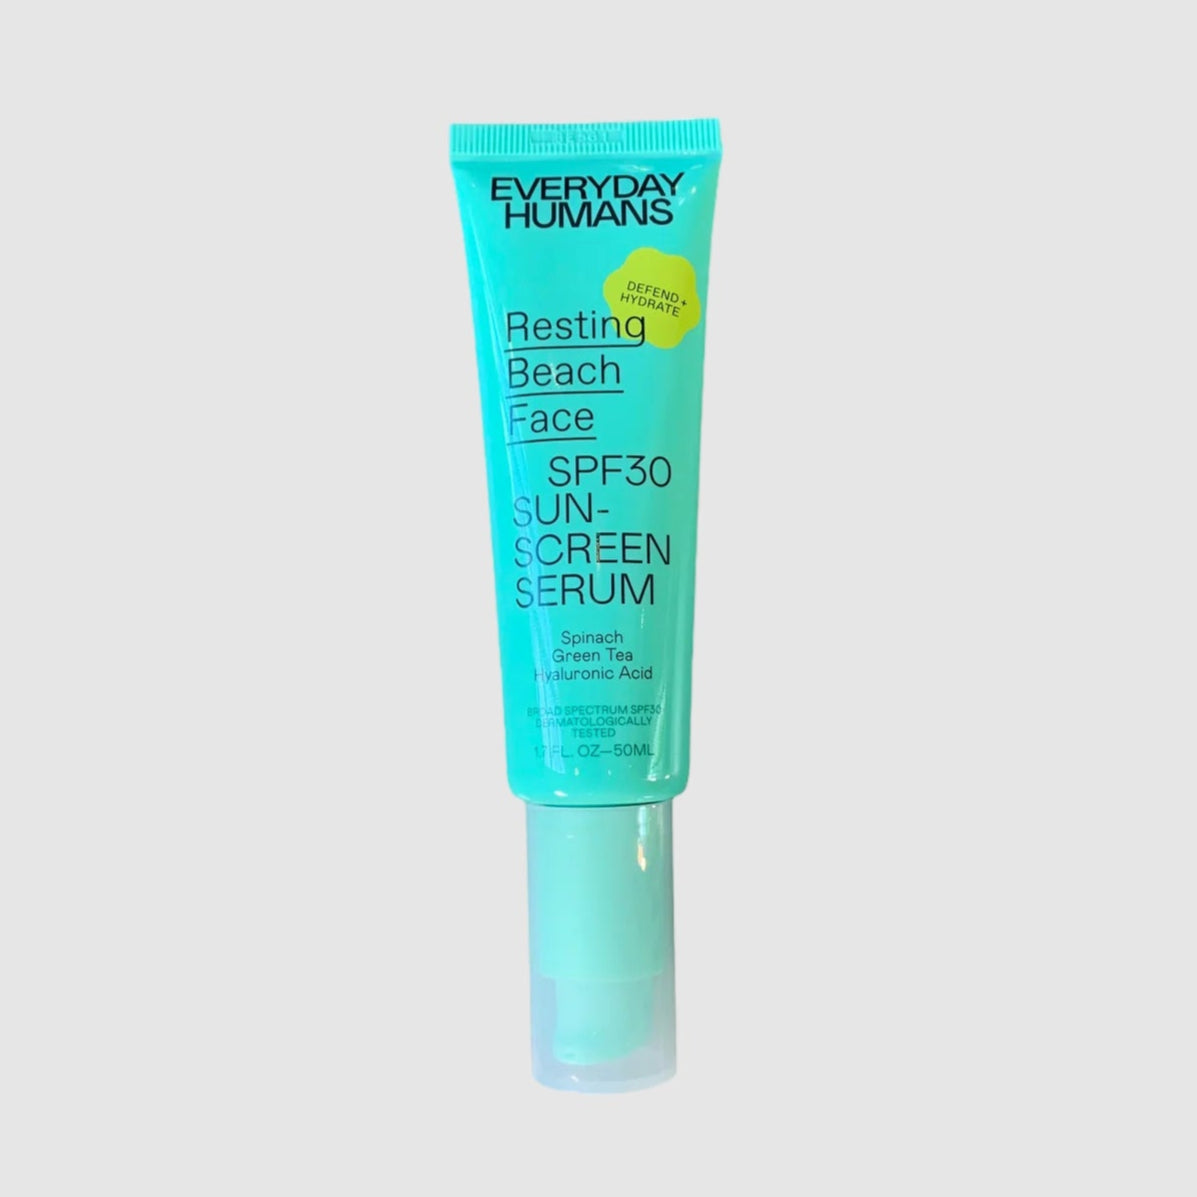 EVERYDAY
HUMANS
DEFEND+
HYDRATE
Resting
Beach
Face
SPF30
SUN-
SCREEN
SERUM
Spinach
Green Tea
Hyaluronic Acid
BROAD SPECTRUM SPF30
DERMATOLOGICALLY
TESTED
1.7 FL. OZ—50ML